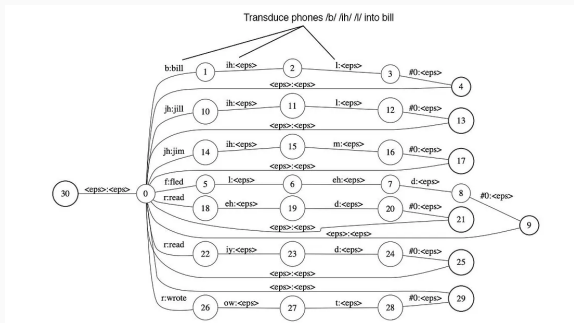 Transduce phones /b/ /ih/ /l/ into bill
b:bill 1 ih:<eps> 2 l:<eps> 3 #0:<eps> 4
<eps>:<eps>
jh:jill 10 ih:<eps> 11 l:<eps> 12 #0:<eps> 13
<eps>:<eps>
jh:jim 14 ih:<eps> 15 m:<eps> 16 #0:<eps> 17
<eps>:<eps>
30 <eps>:<eps> 0 f:fled 5 l:<eps> 6 eh:<eps> 7 d:<eps> 8 #0:<eps> 9
r:read 18 eh:<eps> 19 d:<eps> 20 #0:<eps> 21
<eps>:<eps>
<eps>:<eps>
r:read 22 iy:<eps> 23 d:<eps> 24 #0:<eps> 25
<eps>:<eps>
<eps>:<eps> 29
r:wrote 26 ow:<eps> 27 t:<eps> 28 #0:<eps>